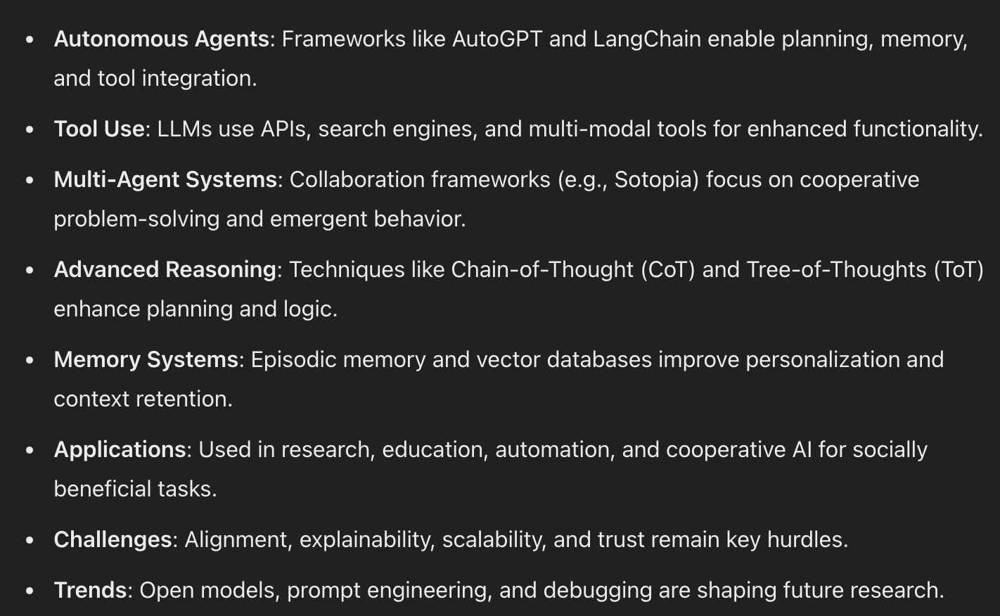 • Autonomous Agents: Frameworks like AutoGPT and LangChain enable planning, memory,
and tool integration.
• Tool Use: LLMs use APIs, search engines, and multi-modal tools for enhanced functionality.
• Multi-Agent Systems: Collaboration frameworks (e.g., Sotopia) focus on cooperative
problem-solving and emergent behavior.
• Advanced Reasoning: Techniques like Chain-of-Thought (CoT) and Tree-of-Thoughts (ToT)
enhance planning and logic.
• Memory Systems: Episodic memory and vector databases improve personalization and
context retention.
• Applications: Used in research, education, automation, and cooperative AI for socially
beneficial tasks.
• Challenges: Alignment, explainability, scalability, and trust remain key hurdles.
• Trends: Open models, prompt engineering, and debugging are shaping future research.